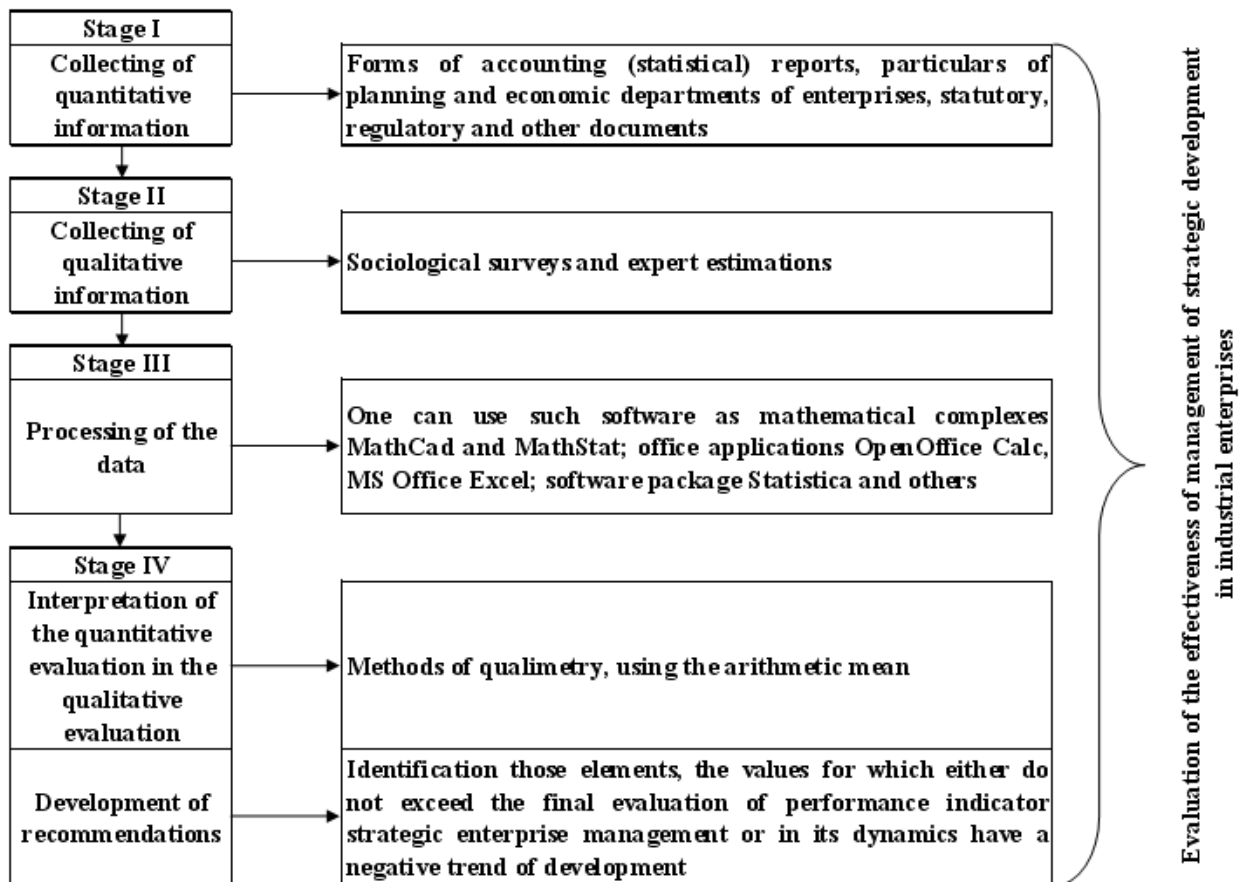 Stage I
Collecting of
quantitative
information
Forms of accounting (statistical) reports, particulars of
planning and economic departments of enterprises, statutory,
regulatory and other documents
Stage II
Collecting of
qualitative
information
Sociological surveys and expert estimations
Stage III
Processing of the
data
One can use such software as mathematical complexes
MathCad and MathStat; office applications OpenOffice Calc,
MS Office Excel; software package Statistica and others
Stage IV
Interpretation of
the quantitative
evaluation in the
qualitative
evaluation
Methods of qualimetry, using the arithmetic mean
Development of
recommendations
Identification those elements, the values for which either do
not exceed the final evaluation of performance indicator
strategic enterprise management or in its dynamics have a
negative trend of development
Evaluation of the effectiveness of management of strategic development
in industrial enterprises